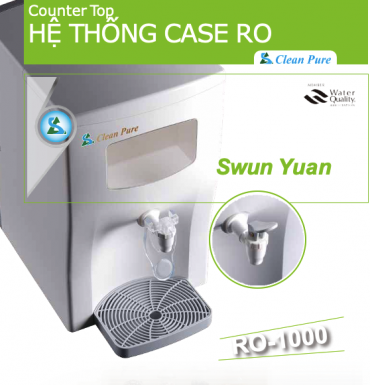 Counter Top
HỆ THỐNG CASE RO
Clean Pure
Water
Quality
Clean Pure
Swun Yuan
RO-1000